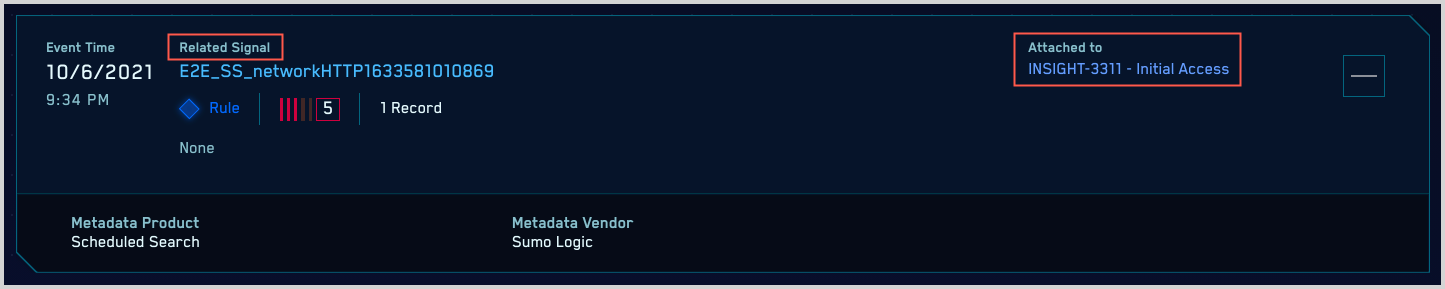 Event Time
10/6/2021
9:34 PM
Related Signal
E2E_SS_networkHTTP1633581010869
Rule
5
1 Record
None
Attached to
INSIGHT-3311 - Initial Access
Metadata Product
Scheduled Search
Metadata Vendor
Sumo Logic